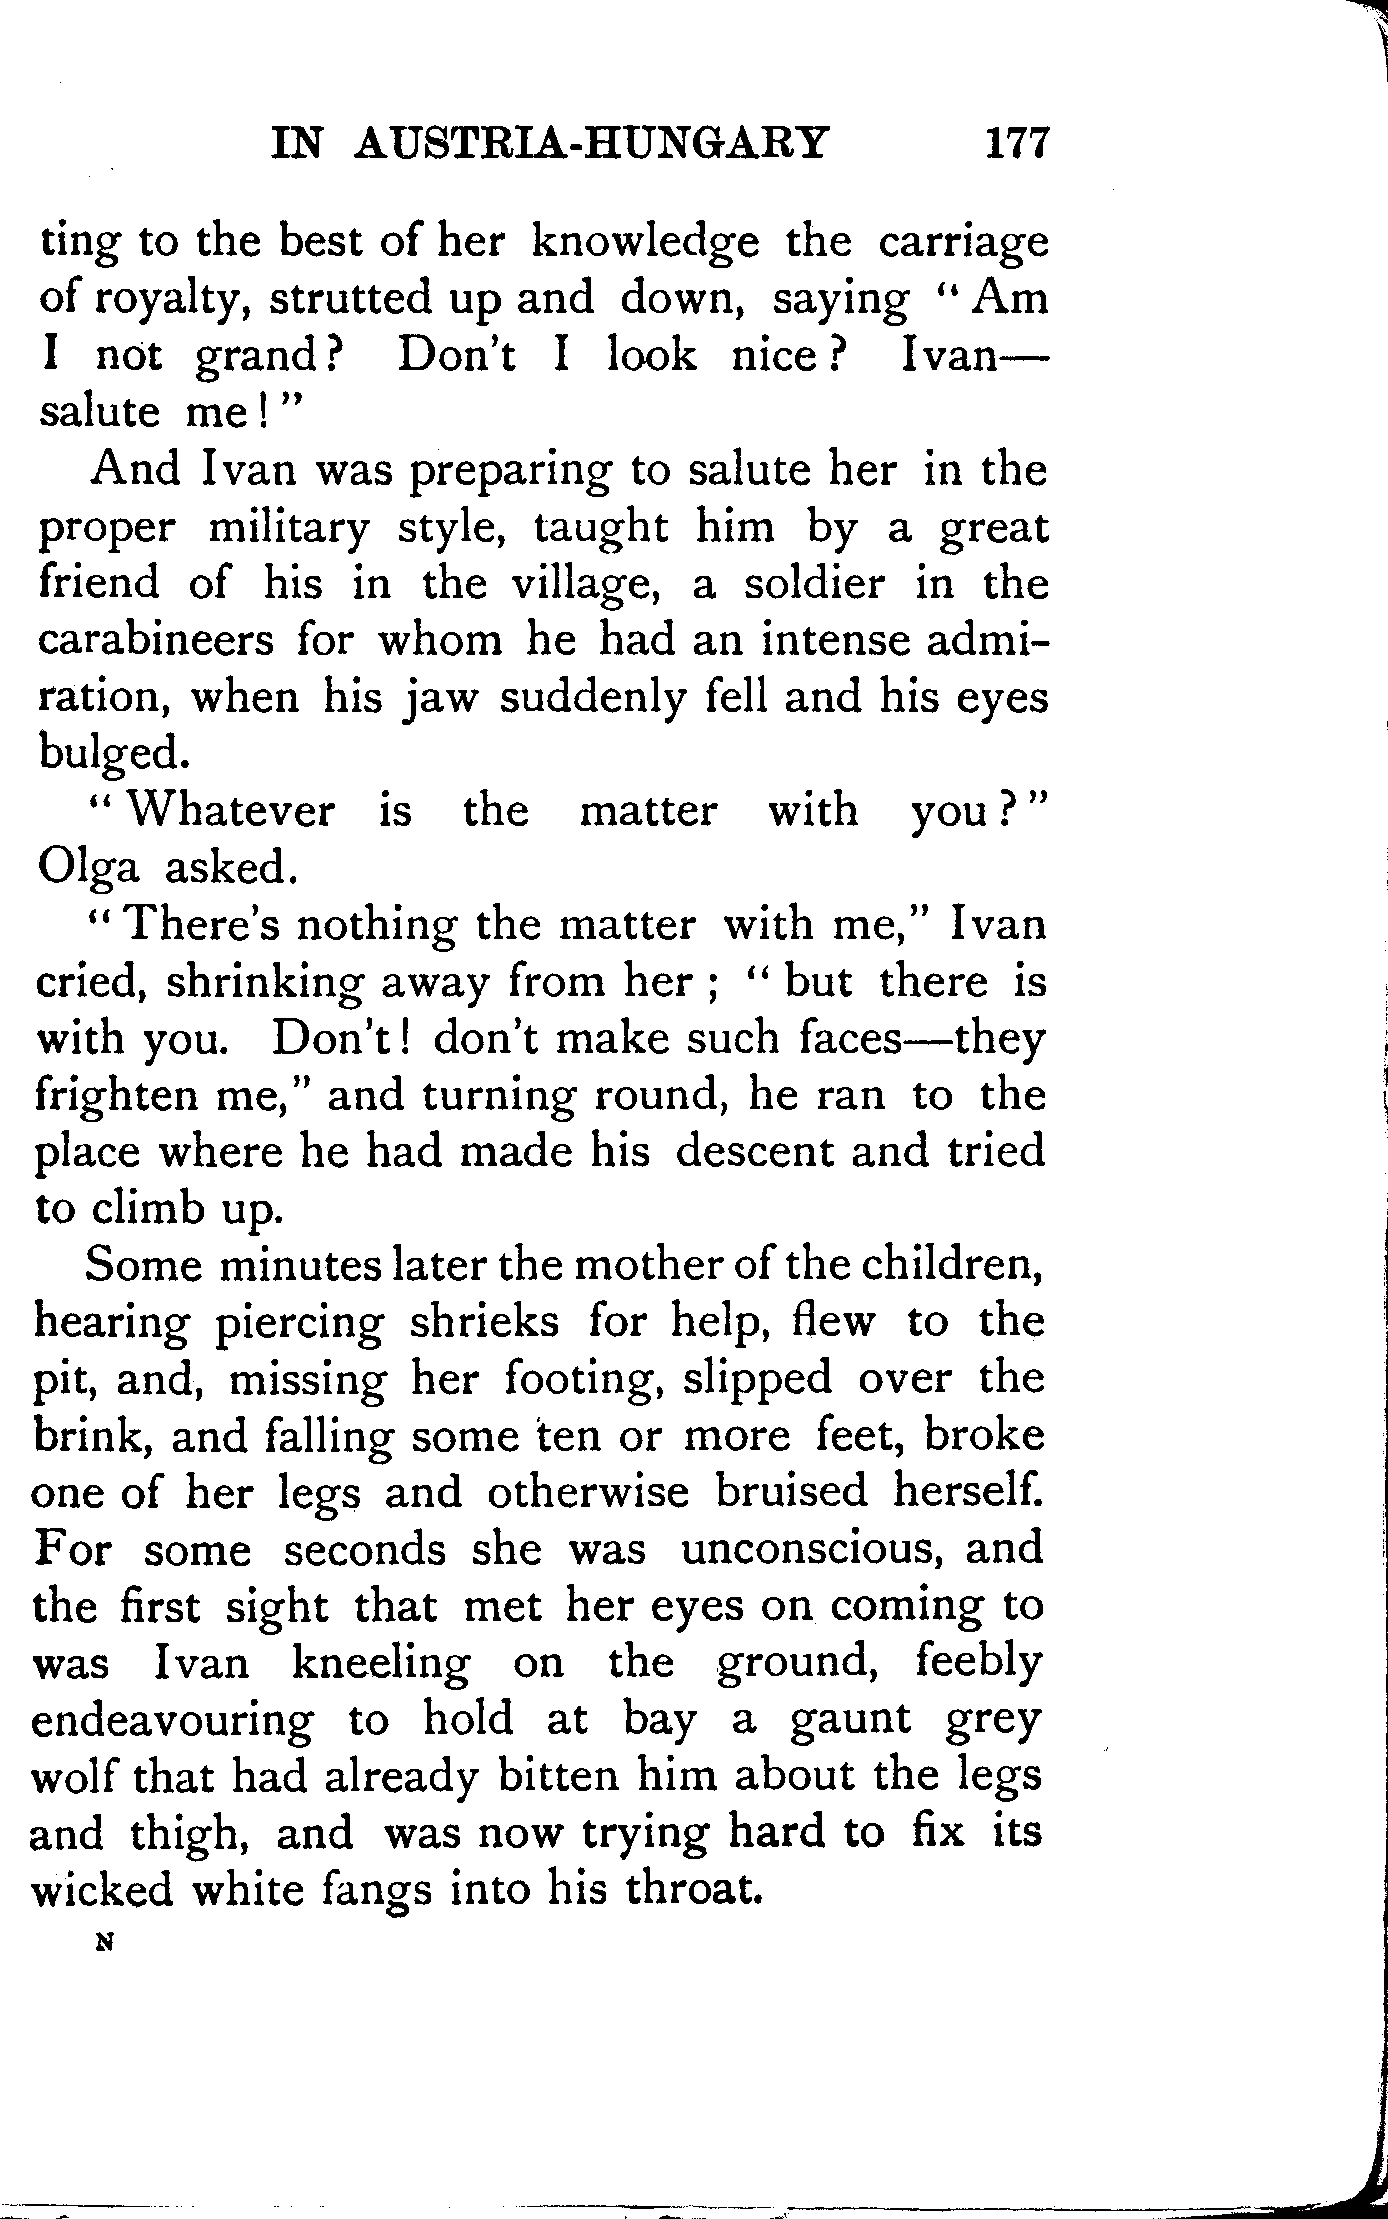 IN AUSTRIA-HUNGARY 177
ting to the best of her knowledge the carriage
of royalty, strutted up and down, saying “ Am
I not grand? Don't I look nice? Ivan—
salute me!”
And Ivan was preparing to salute her in the
proper military style, taught him by a great
friend of his in the village, a soldier in the
carabineers for whom he had an intense admi-
ration, when his jaw suddenly fell and his eyes
bulged.
“ Whatever is the matter with you?”
Olga asked.
“ There's nothing the matter with me,” Ivan
cried, shrinking away from her; “ but there is
with you. Don't! don't make such faces—they
frighten me,” and turning round, he ran to the
place where he had made his descent and tried
to climb up.
Some minutes later the mother of the children,
hearing piercing shrieks for help, flew to the
pit, and, missing her footing, slipped over the
brink, and falling some ten or more feet, broke
one of her legs and otherwise bruised herself.
For some seconds she was unconscious, and
the first sight that met her eyes on coming to
was Ivan kneeling on the ground, feebly
endeavouring to hold at bay a gaunt grey
wolf that had already bitten him about the legs
and thigh, and was now trying hard to fix its
wicked white fangs into his throat.
N